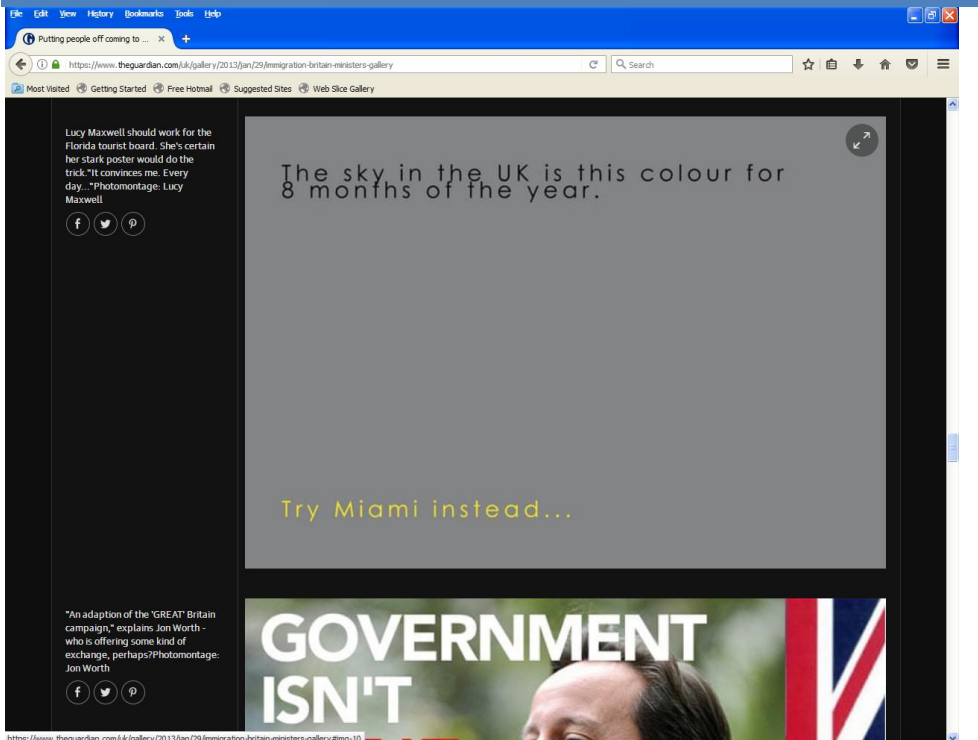 File Edit View History Bookmarks Tools Help
Putting people off coming to ...
https://www.theguardian.com/uk/gallery/2013/jan/29/immigration-britain-ministers-gallery
Search
Most Visited Getting Started Free Hotmail Suggested Sites Web Slice Gallery
Lucy Maxwell should work for the
Florida tourist board. She's certain
her stark poster would do the
trick."It convinces me. Every
day..."Photomontage: Lucy
Maxwell
The sky in the UK is this colour for
8 months of the year.
Try Miami instead...
"An adaption of the 'GREAT' Britain
campaign," explains Jon Worth -
who is offering some kind of
exchange, perhaps?Photomontage:
Jon Worth
GOVERNMENT
ISN'T
https://www.theguardian.com/uk/gallery/2013/jan/29/immigration-britain-ministers-gallery#img-10